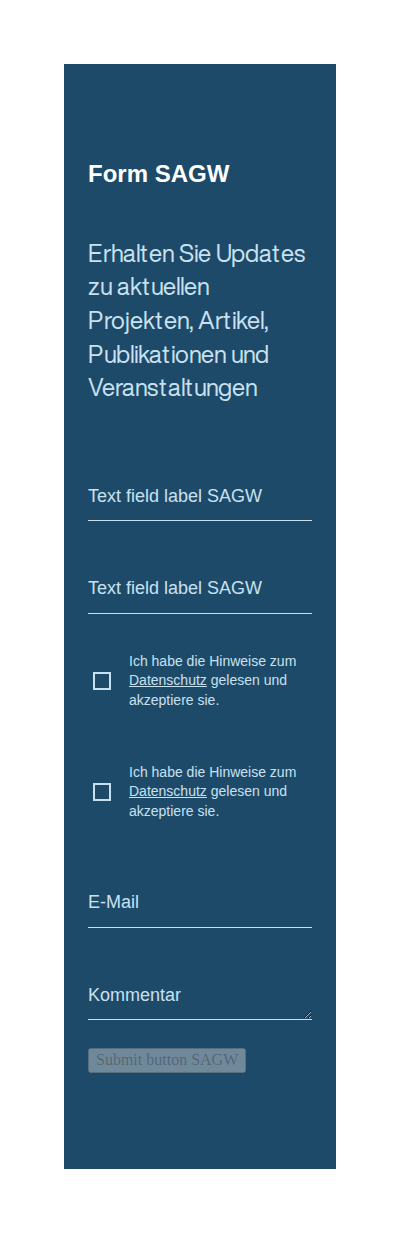 Form SAGW
Erhalten Sie Updates
zu aktuellen
Projekten, Artikel,
Publikationen und
Veranstaltungen
Text field label SAGW
Text field label SAGW
Ich habe die Hinweise zum
Datenschutz gelesen und
akzeptiere sie.
Ich habe die Hinweise zum
Datenschutz gelesen und
akzeptiere sie.
E-Mail
Kommentar
Submit button SAGW